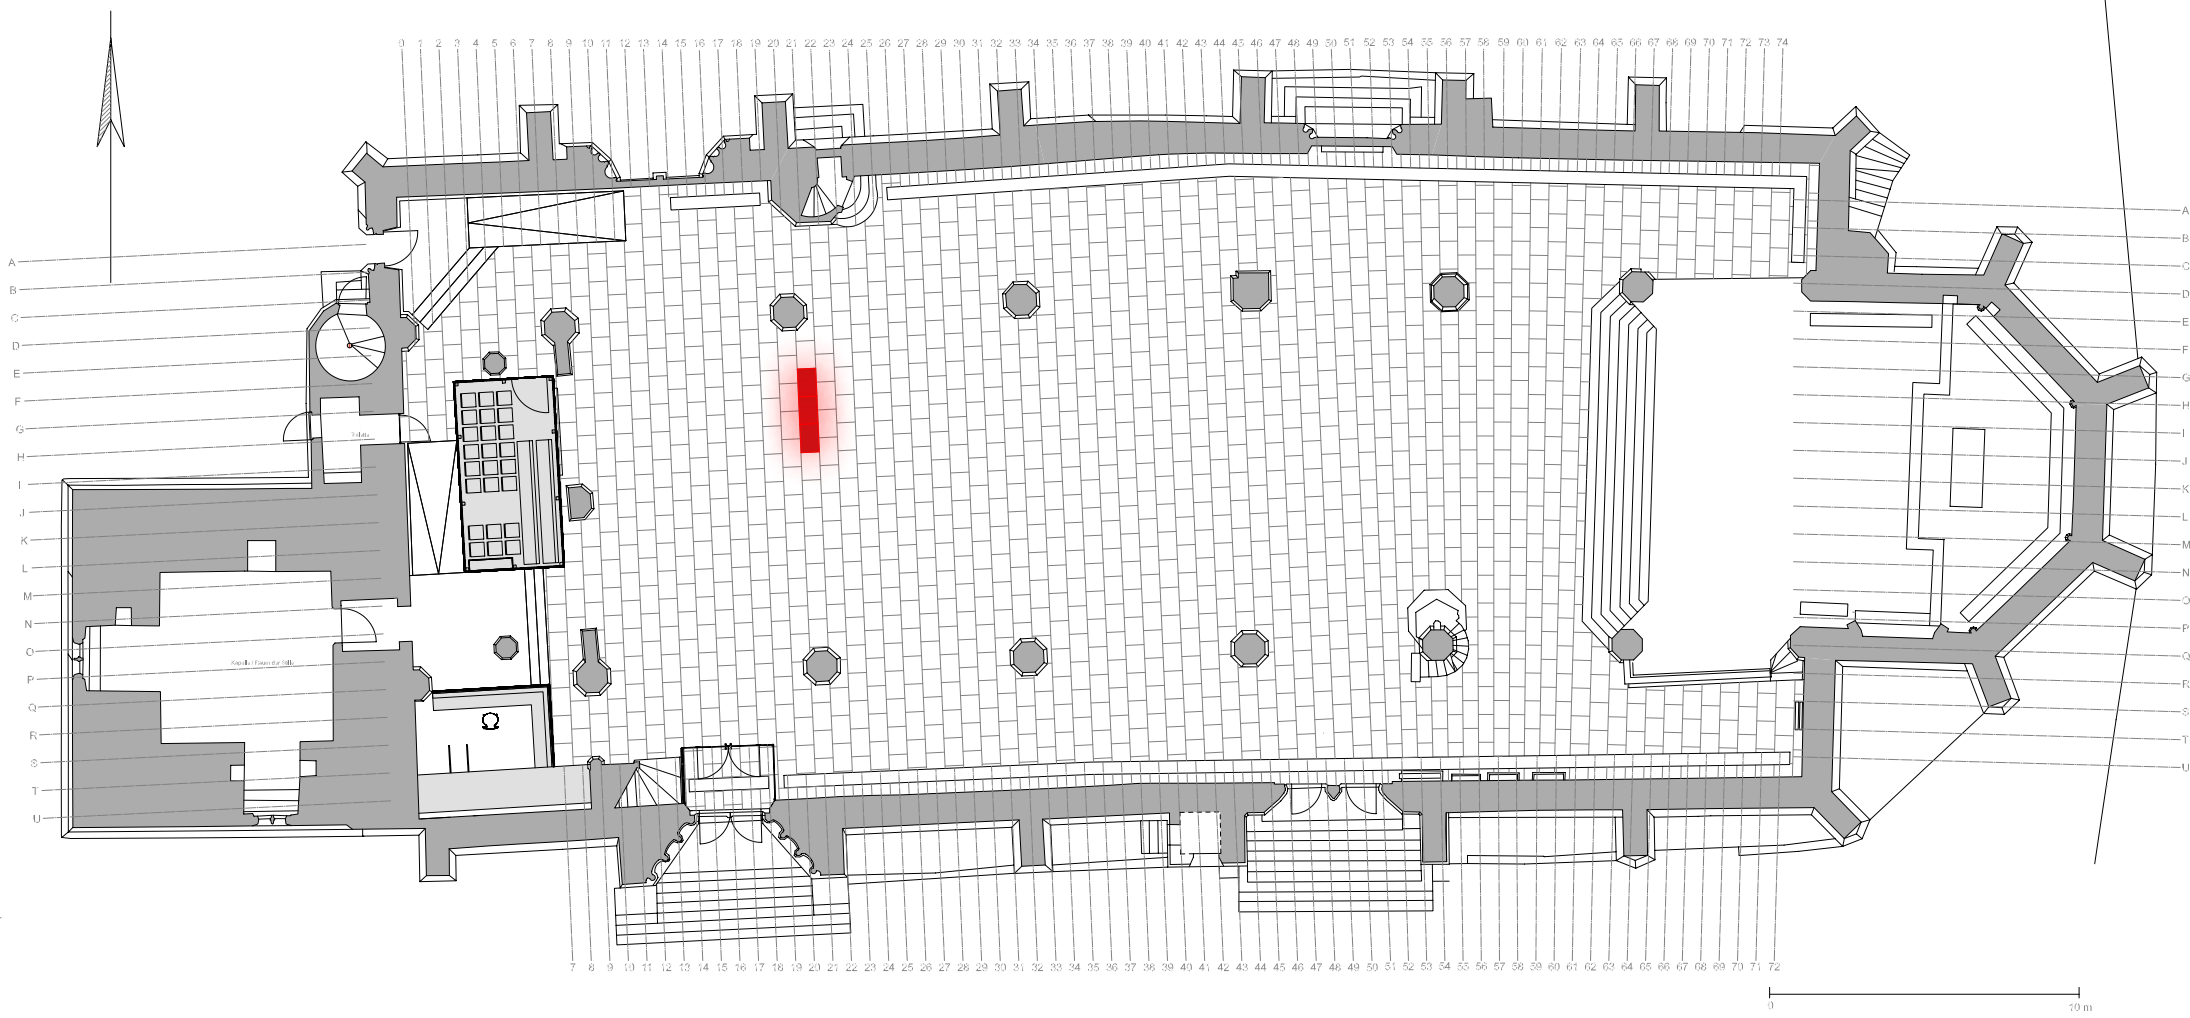 0 1 2 3 4 5 6 7 8 9 10 11 12 13 14 15 16 17 18 19 20 21 22 23 24 25 26 27 28 29 30 31 32 33 34 35 36 37 38 39 40 41 42 43 44 45 46 47 48 49 50 51 52 53 54 55 56 57 58 59 60 61 62 63 64 65 66 67 68 69 70 71 72 73 74
A
B
C
D
E
F
G
H
I
J
K
L
M
N
O
P
Q
R
S
T
U
A
B
C
D
E
F
G
H
I
J
K
L
M
N
O
P
Q
R
S
T
U
7 8 9 10 11 12 13 14 15 16 17 18 19 20 21 22 23 24 25 26 27 28 29 30 31 32 33 34 35 36 37 38 39 40 41 42 43 44 45 46 47 48 49 50 51 52 53 54 55 56 57 58 59 60 61 62 63 64 65 66 67 68 69 70 71 72
0 10 m